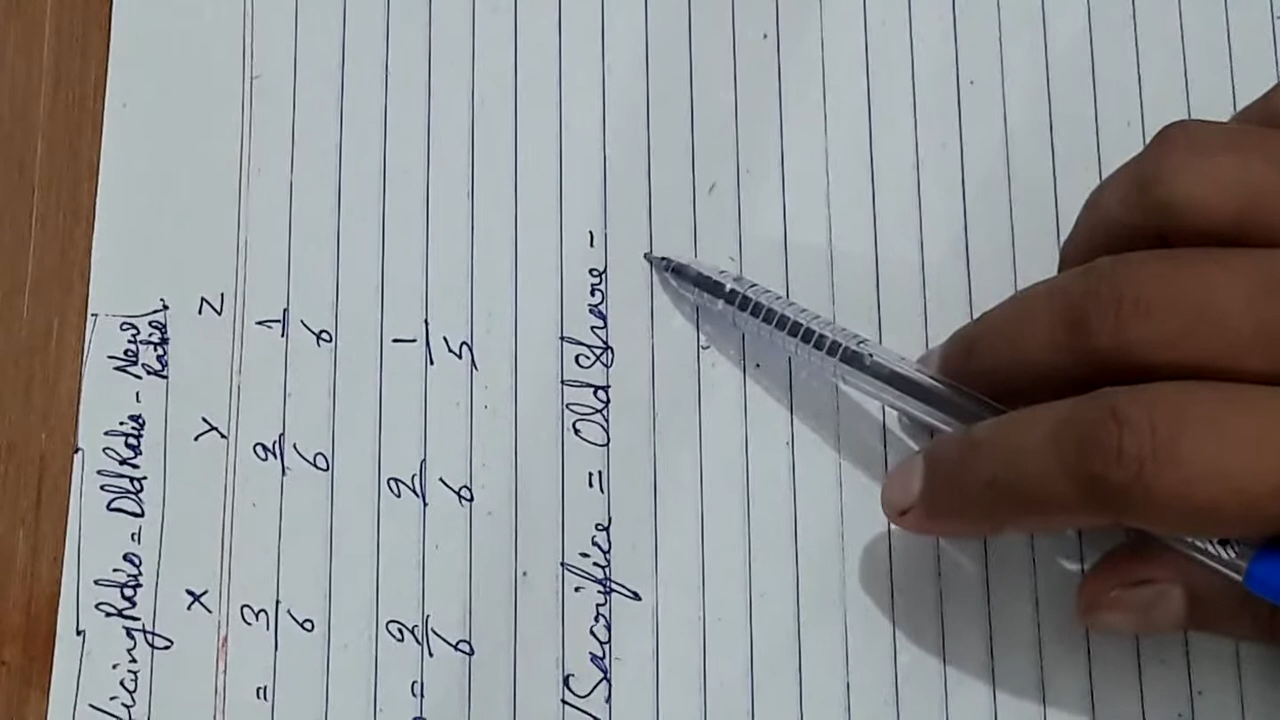 ficing Ratio = Old Ratio - New Ratio
X Y Z
= 3/6 2/6 1/6
= 2/6 2/6 1/5
Sacrifice = Old Share -